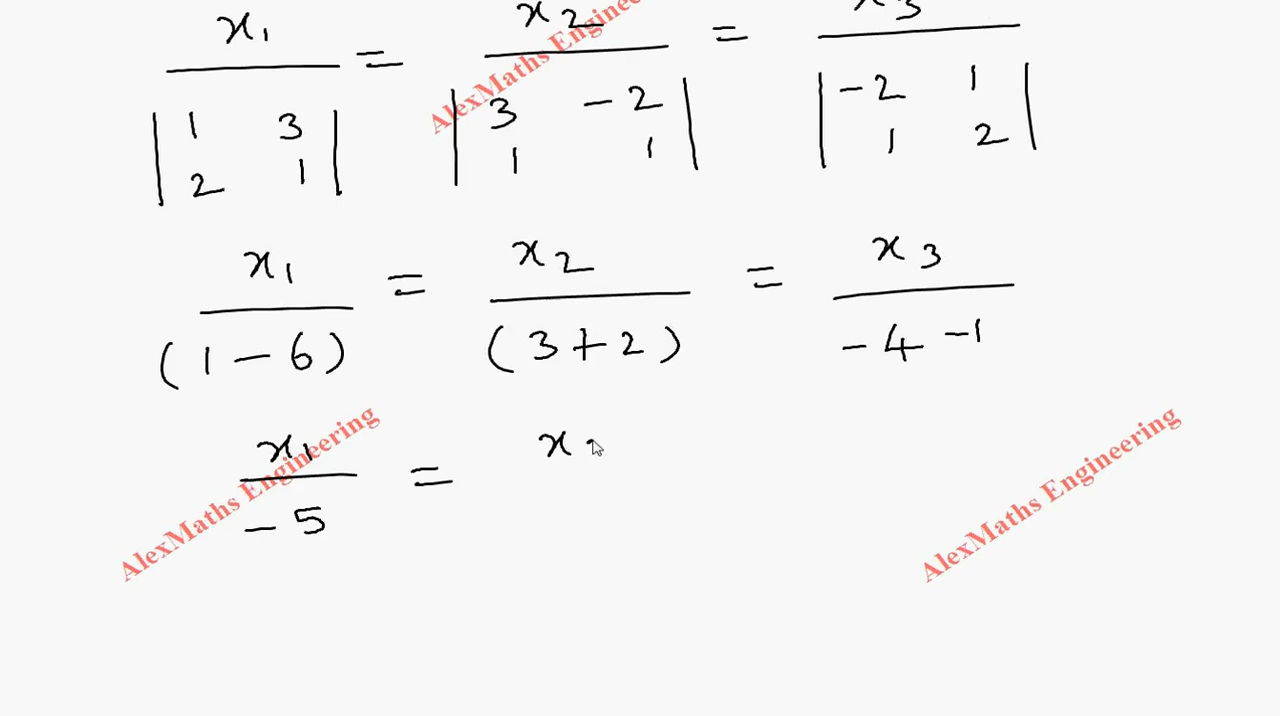 x₁ = x₂ = x₃
| 1 3 | | 3 -2 | | -2 1 |
| 2 1 | | 1 1 | | 1 2 |
x₁ = x₂ = x₃
(1 - 6) (3 + 2) -4 -1
x₁ = x
-5
AlexMaths Engineering
AlexMaths Engineering
AlexMaths Engineering